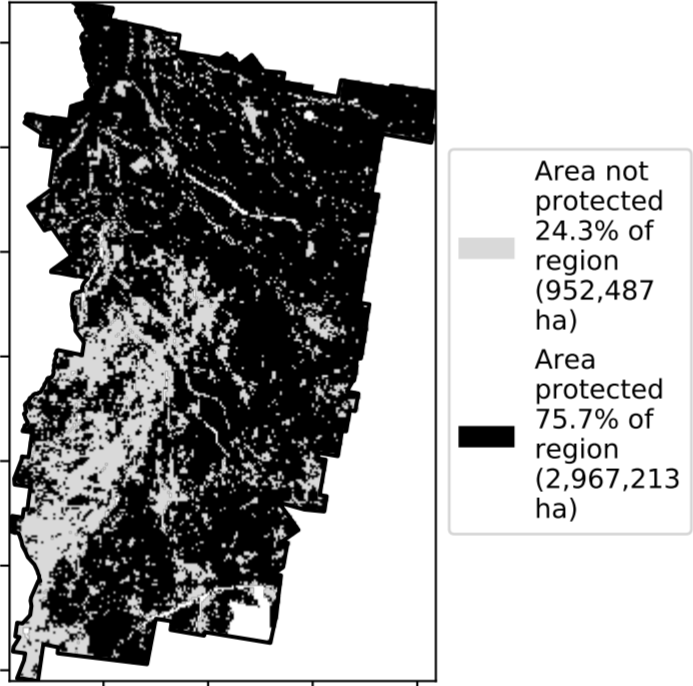 Area not
protected
24.3% of
region
(952,487
ha)
Area
protected
75.7% of
region
(2,967,213
ha)